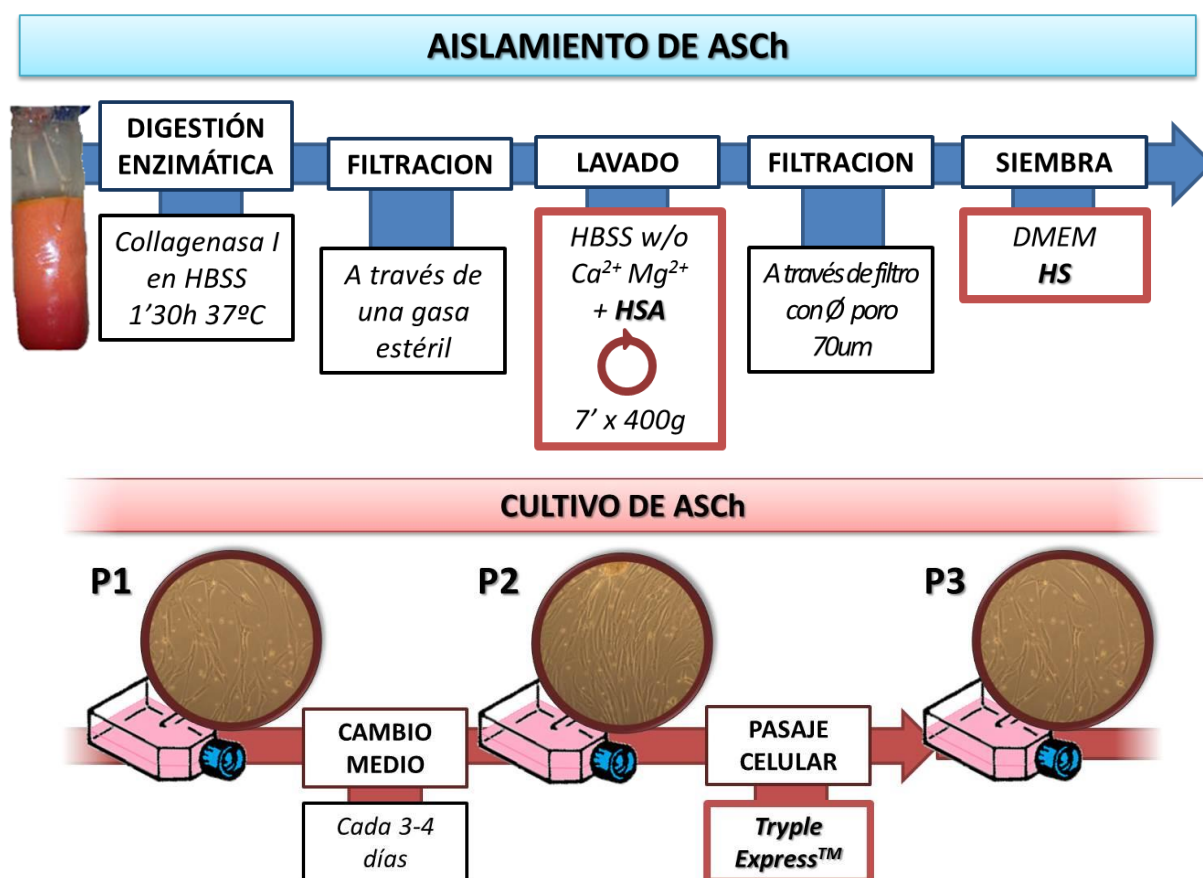 AISLAMIENTO DE ASCh
DIGESTIÓN
ENZIMÁTICA
Collagenasa I
en HBSS
1'30h 37ºC
FILTRACION
A través de
una gasa
estéril
LAVADO
HBSS w/o
Ca²⁺ Mg²⁺
+ HSA
7' x 400g
FILTRACION
A través de filtro
con Ø poro
70um
SIEMBRA
DMEM
HS
CULTIVO DE ASCh
P1
CAMBIO
MEDIO
Cada 3-4
días
P2
PASAJE
CELULAR
Tryple
Express™
P3